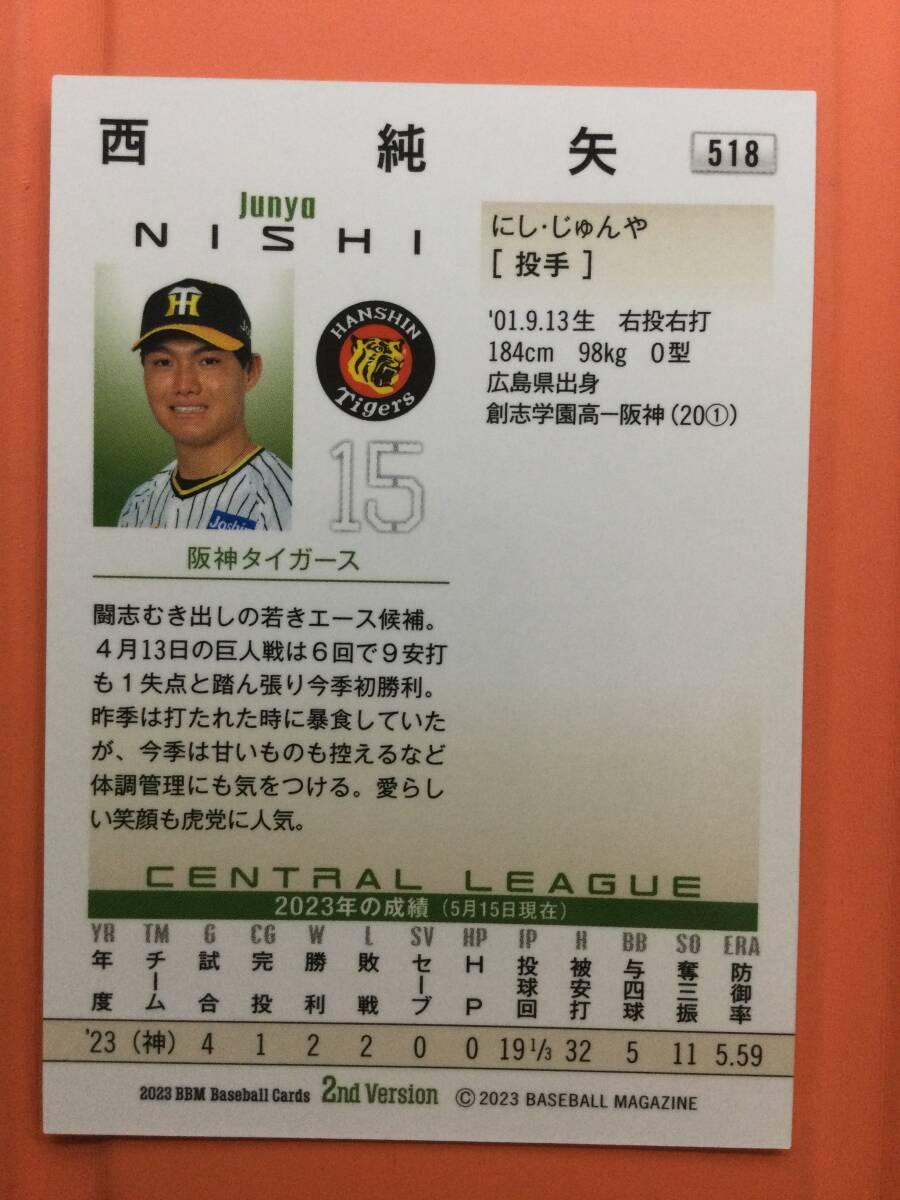 西 純 矢 518
Junya
NISHI
にし・じゅんや
[ 投手 ]
'01.9.13生 右投右打
184cm 98kg O型
広島県出身
創志学園高ー阪神(20①)
HANSHIN
Tigers
15
Joshin
阪神タイガース
闘志むき出しの若きエース候補。
4月13日の巨人戦は6回で9安打
も1失点と踏ん張り今季初勝利。
昨季は打たれた時に暴食していた
が、今季は甘いものも控えるなど
体調管理にも気をつける。愛らし
い笑顔も虎党に人気。
CENTRAL LEAGUE
2023年の成績(5月15日現在)
YR TM G CG W L SV HP IP H BB SO ERA
年度 チーム 試合 完投 勝利 敗戦 セーブ HP 投球回 被安打 与四球 奪三振 防御率
'23 (神) 4 1 2 2 0 0 19 1/3 32 5 11 5.59
2023 BBM Baseball Cards 2nd Version ©2023 BASEBALL MAGAZINE